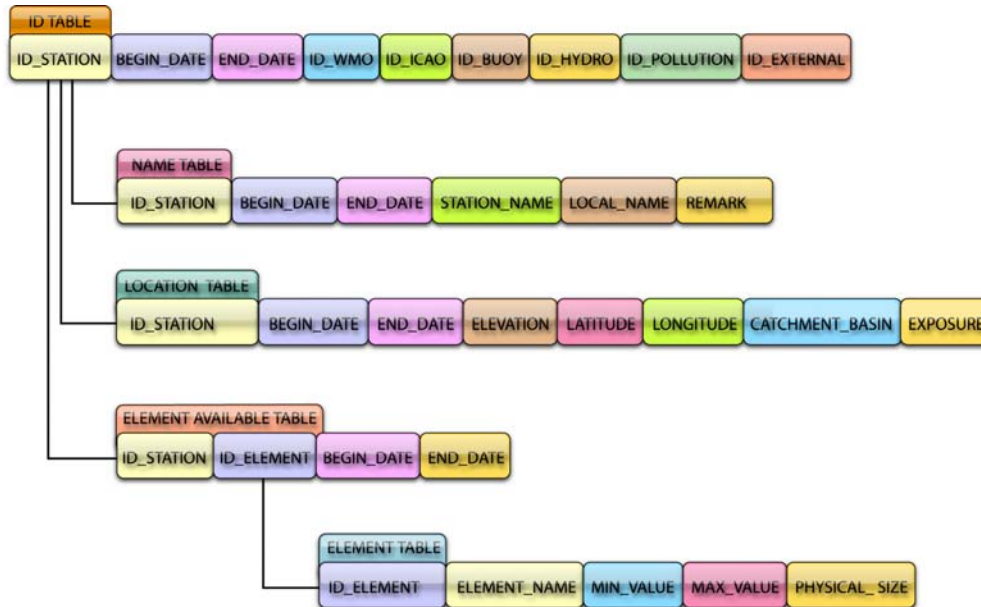 ID TABLE
ID_STATION BEGIN_DATE END_DATE ID_WMO ID_ICAO ID_BUOY ID_HYDRO ID_POLLUTION ID_EXTERNAL
NAME TABLE
ID_STATION BEGIN_DATE END_DATE STATION_NAME LOCAL_NAME REMARK
LOCATION TABLE
ID_STATION BEGIN_DATE END_DATE ELEVATION LATITUDE LONGITUDE CATCHMENT_BASIN EXPOSURE
ELEMENT AVAILABLE TABLE
ID_STATION ID_ELEMENT BEGIN_DATE END_DATE
ELEMENT TABLE
ID_ELEMENT ELEMENT_NAME MIN_VALUE MAX_VALUE PHYSICAL_ SIZE